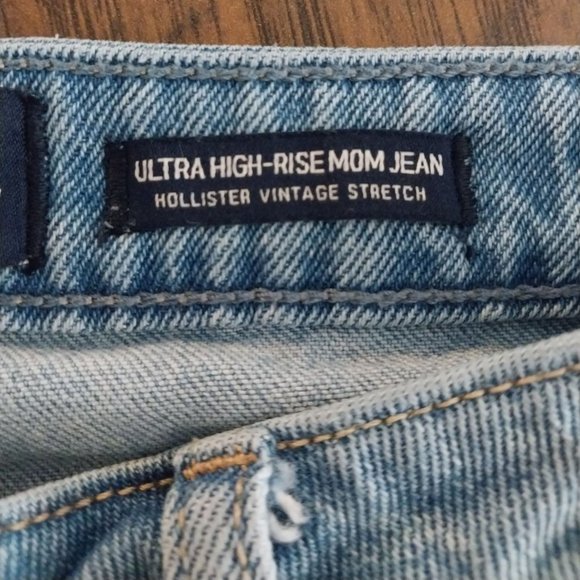 ULTRA HIGH-RISE MOM JEAN
HOLLISTER VINTAGE STRETCH